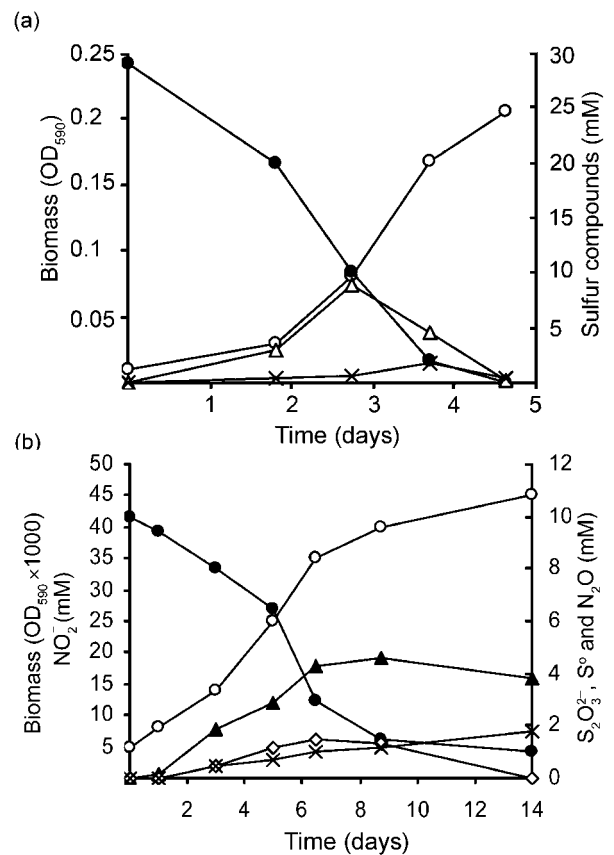 (a)
Biomass (OD₅₉₀)
0.25
0.2
0.15
0.1
0.05
30
25
20
15
10
5
0
Sulfur compounds (mM)
1 2 3 4 5
Time (days)
(b)
Biomass (OD₅₉₀ ×1000)
NO₂⁻ (mM)
50
45
40
35
30
25
20
15
10
5
12
10
8
6
4
2
0
S₂O₃²⁻, S° and N₂O (mM)
2 4 6 8 10 12 14
Time (days)